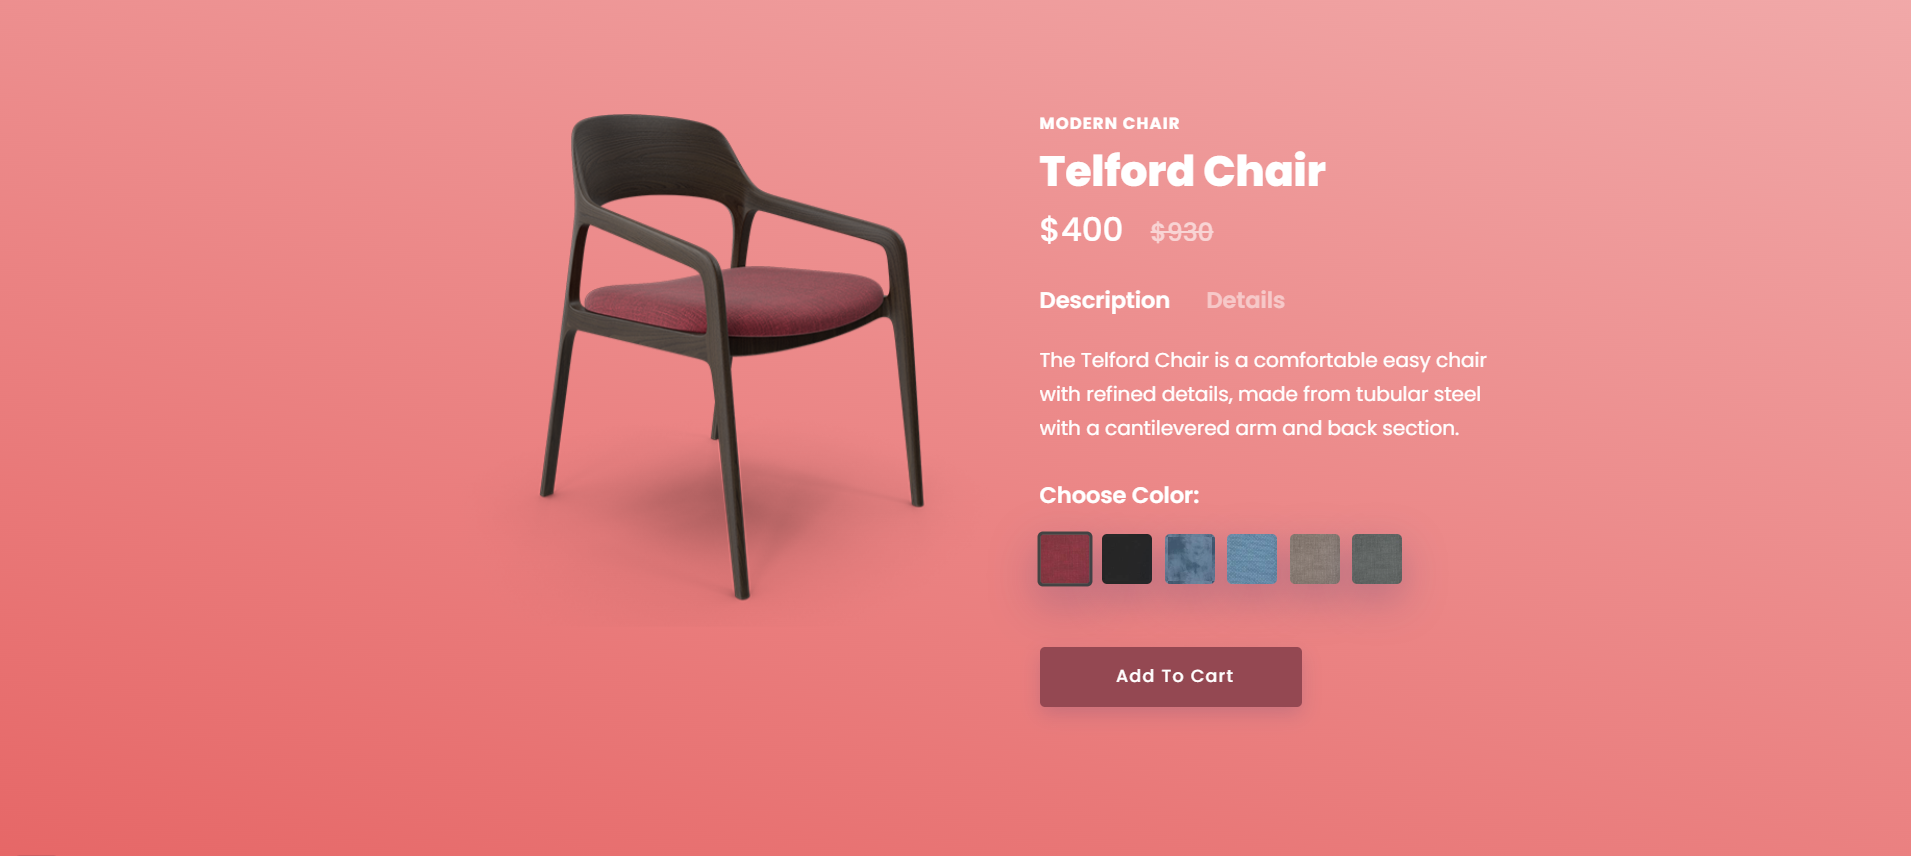 MODERN CHAIR
Telford Chair
$400 $930
Description Details
The Telford Chair is a comfortable easy chair
with refined details, made from tubular steel
with a cantilevered arm and back section.
Choose Color:
Add To Cart